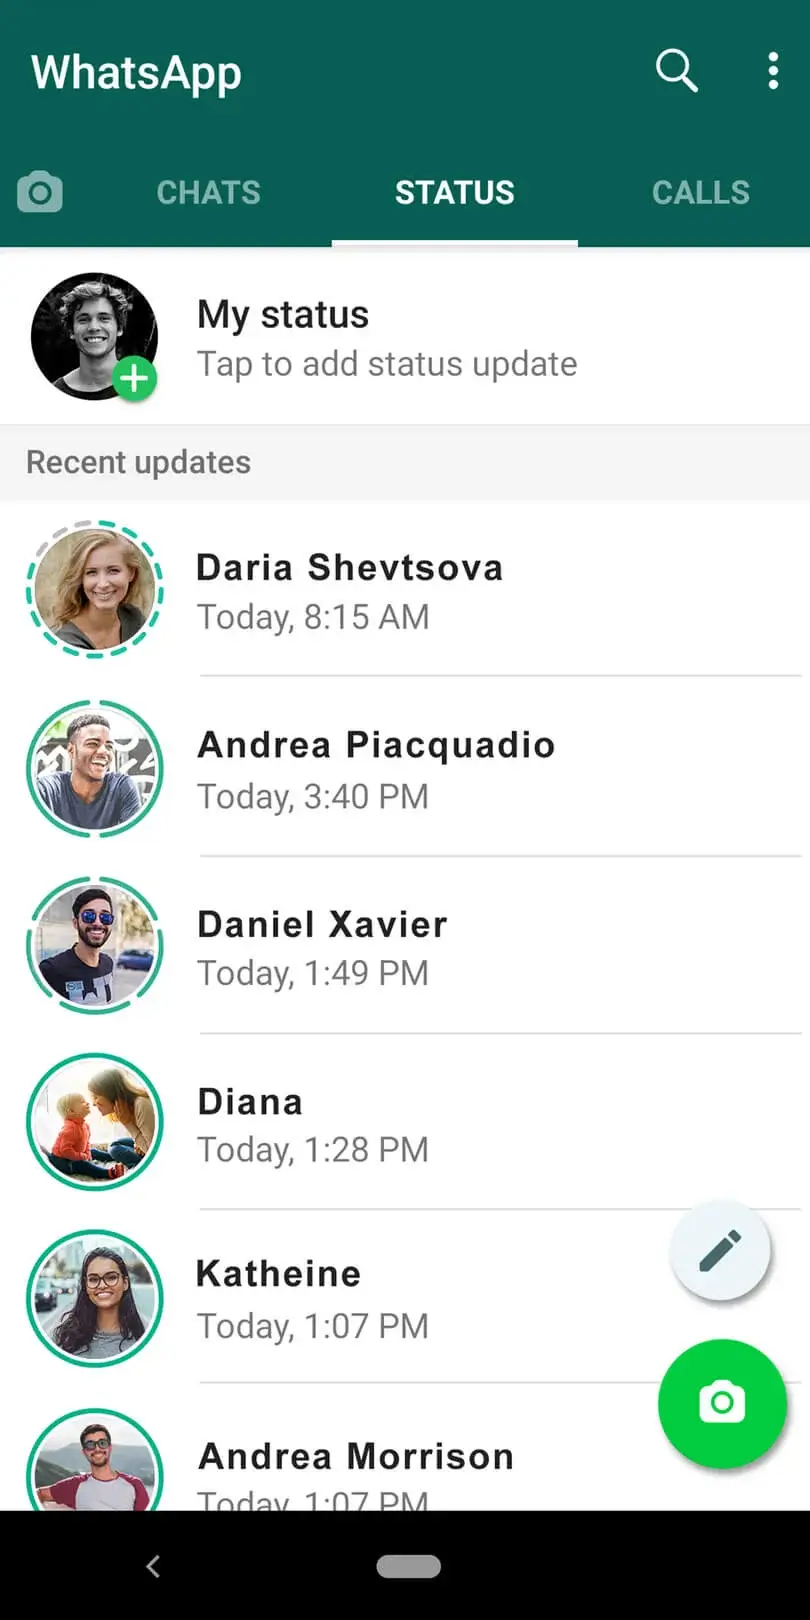 WhatsApp
CHATS STATUS CALLS
My status
Tap to add status update
Recent updates
Daria Shevtsova
Today, 8:15 AM
Andrea Piacquadio
Today, 3:40 PM
Daniel Xavier
Today, 1:49 PM
Diana
Today, 1:28 PM
Katheine
Today, 1:07 PM
Andrea Morrison
Today, 1:07 PM